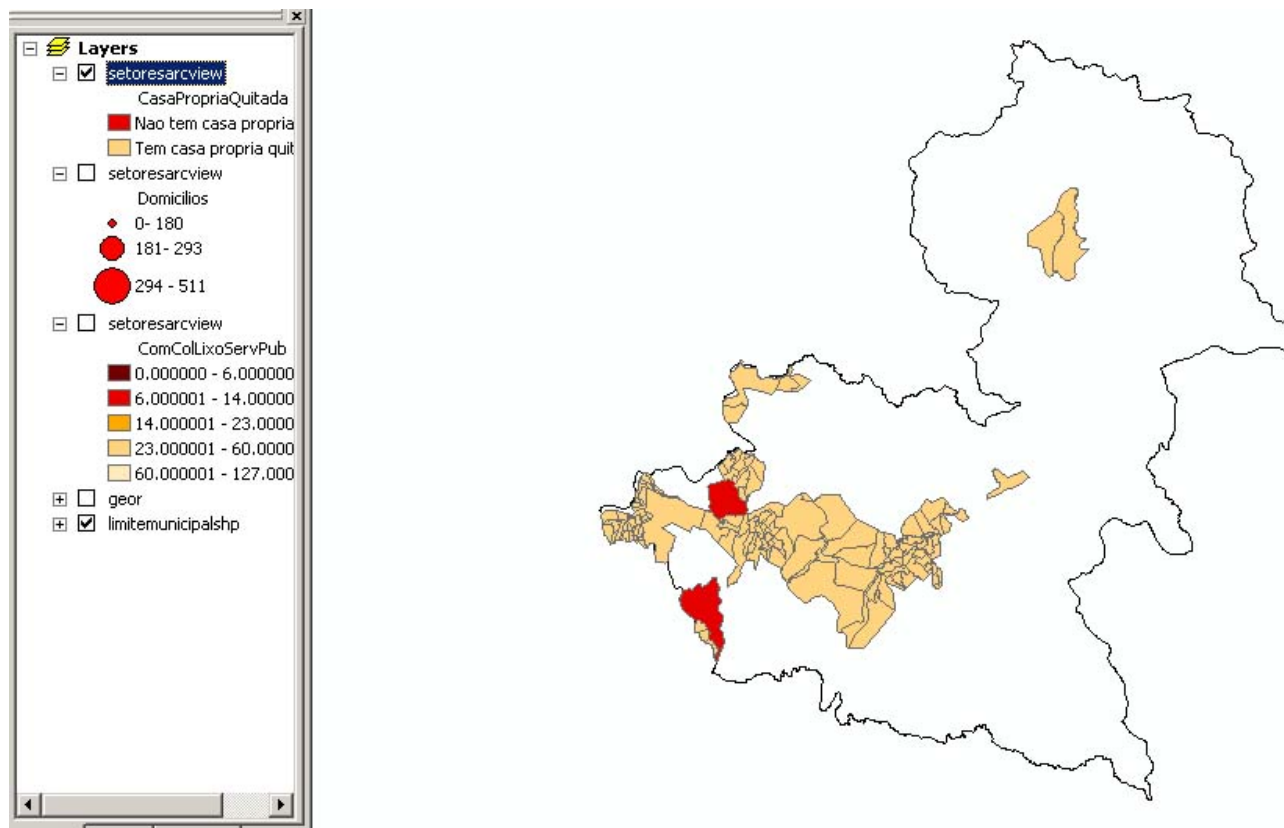 Layers
setoresarcview
CasaPropriaQuitada
Nao tem casa propria
Tem casa propria quit
setoresarcview
Domicilios
0- 180
181- 293
294 - 511
setoresarcview
ComColLixoServPub
0.000000 - 6.000000
6.000001 - 14.00000
14.000001 - 23.0000
23.000001 - 60.0000
60.000001 - 127.000
geor
limitemunicipalshp